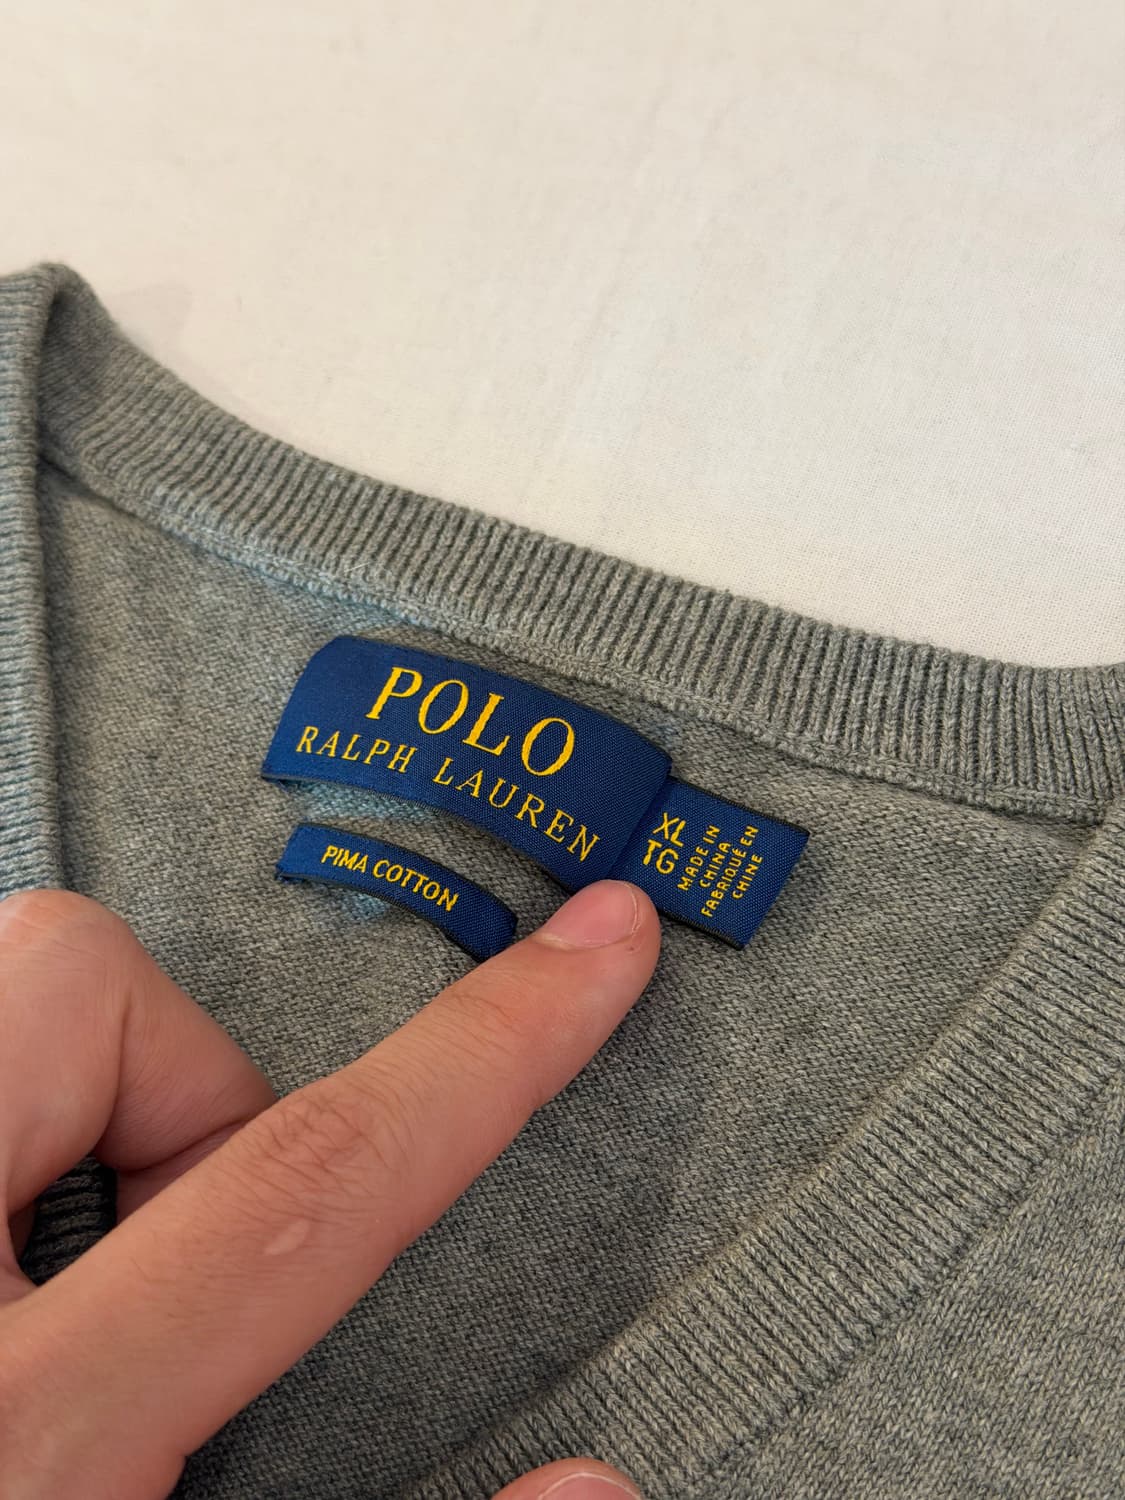 POLO
RALPH LAUREN
PIMA COTTON
XL
TG
MADE IN
CHINA
FABRIQUÉ EN
CHINE